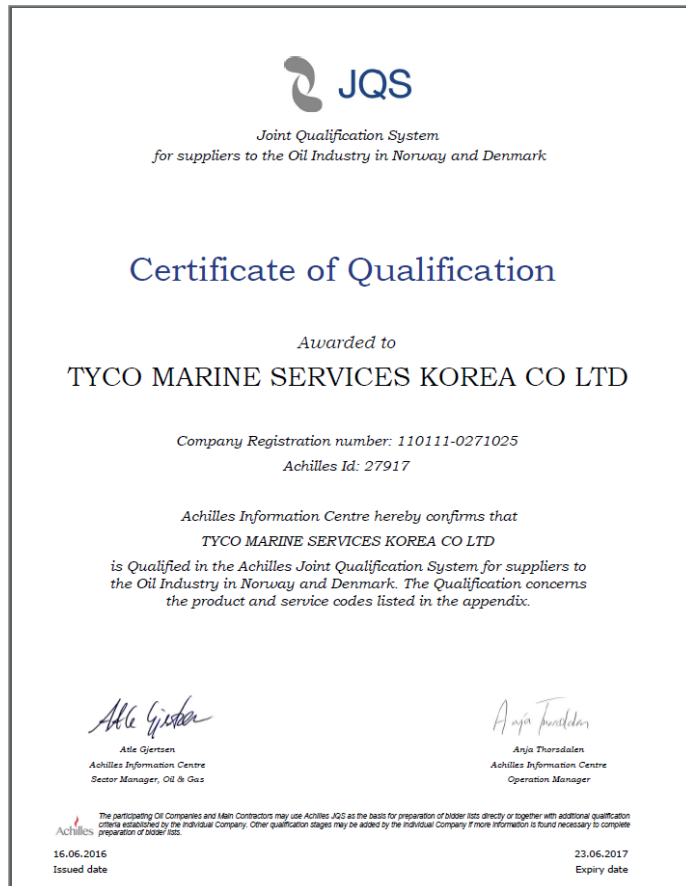 JQS
Joint Qualification System
for suppliers to the Oil Industry in Norway and Denmark
Certificate of Qualification
Awarded to
TYCO MARINE SERVICES KOREA CO LTD
Company Registration number: 110111-0271025
Achilles Id: 27917
Achilles Information Centre hereby confirms that
TYCO MARINE SERVICES KOREA CO LTD
is Qualified in the Achilles Joint Qualification System for suppliers to
the Oil Industry in Norway and Denmark. The Qualification concerns
the product and service codes listed in the appendix.
Atle Gjertsen
Anja Thorsdalen
Atle Gjertsen
Achilles Information Centre
Sector Manager, Oil & Gas
Anja Thorsdalen
Achilles Information Centre
Operation Manager
Achilles
The participating Oil Companies and Main Contractors may use Achilles JQS as the basis for preparation of bidder lists directly or together with additional qualification
criteria established by the individual Company. Other qualification stages may be added by the individual Company if more information is found necessary to complete
preparation of bidder lists.
16.06.2016
Issued date
23.06.2017
Expiry date